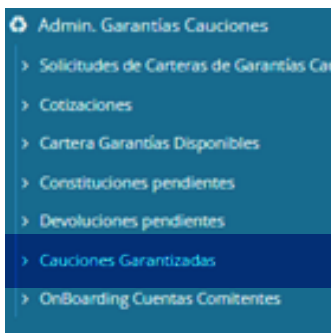 Admin. Garantías Cauciones
Solicitudes de Carteras de Garantías Cau
Cotizaciones
Cartera Garantías Disponibles
Constituciones pendientes
Devoluciones pendientes
Cauciones Garantizadas
OnBoarding Cuentas Comitentes